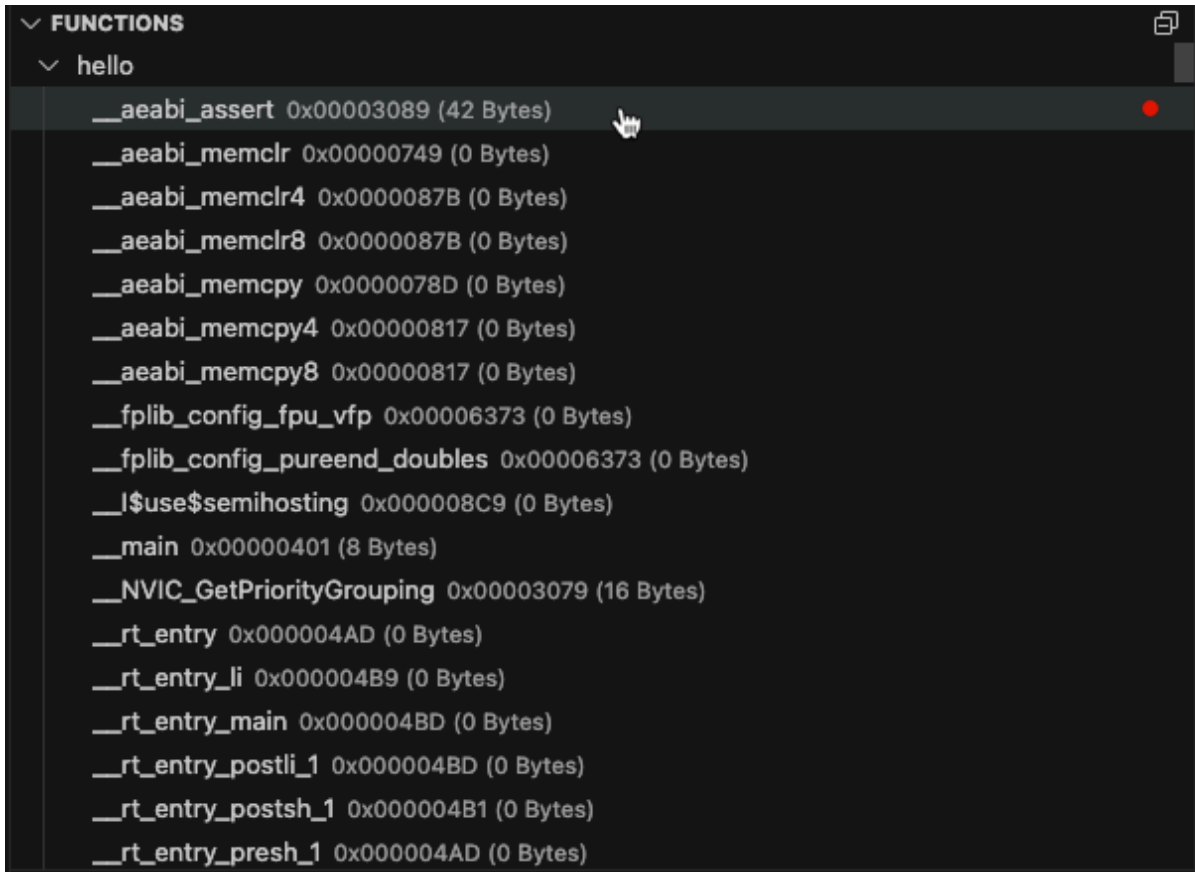 FUNCTIONS
hello
__aeabi_assert 0x00003089 (42 Bytes)
__aeabi_memclr 0x00000749 (0 Bytes)
__aeabi_memclr4 0x0000087B (0 Bytes)
__aeabi_memclr8 0x0000087B (0 Bytes)
__aeabi_memcpy 0x0000078D (0 Bytes)
__aeabi_memcpy4 0x00000817 (0 Bytes)
__aeabi_memcpy8 0x00000817 (0 Bytes)
__fplib_config_fpu_vfp 0x00006373 (0 Bytes)
__fplib_config_pureend_doubles 0x00006373 (0 Bytes)
__I$use$semihosting 0x000008C9 (0 Bytes)
__main 0x00000401 (8 Bytes)
__NVIC_GetPriorityGrouping 0x00003079 (16 Bytes)
__rt_entry 0x000004AD (0 Bytes)
__rt_entry_li 0x000004B9 (0 Bytes)
__rt_entry_main 0x000004BD (0 Bytes)
__rt_entry_postli_1 0x000004BD (0 Bytes)
__rt_entry_postsh_1 0x000004B1 (0 Bytes)
__rt_entry_presh_1 0x000004AD (0 Bytes)